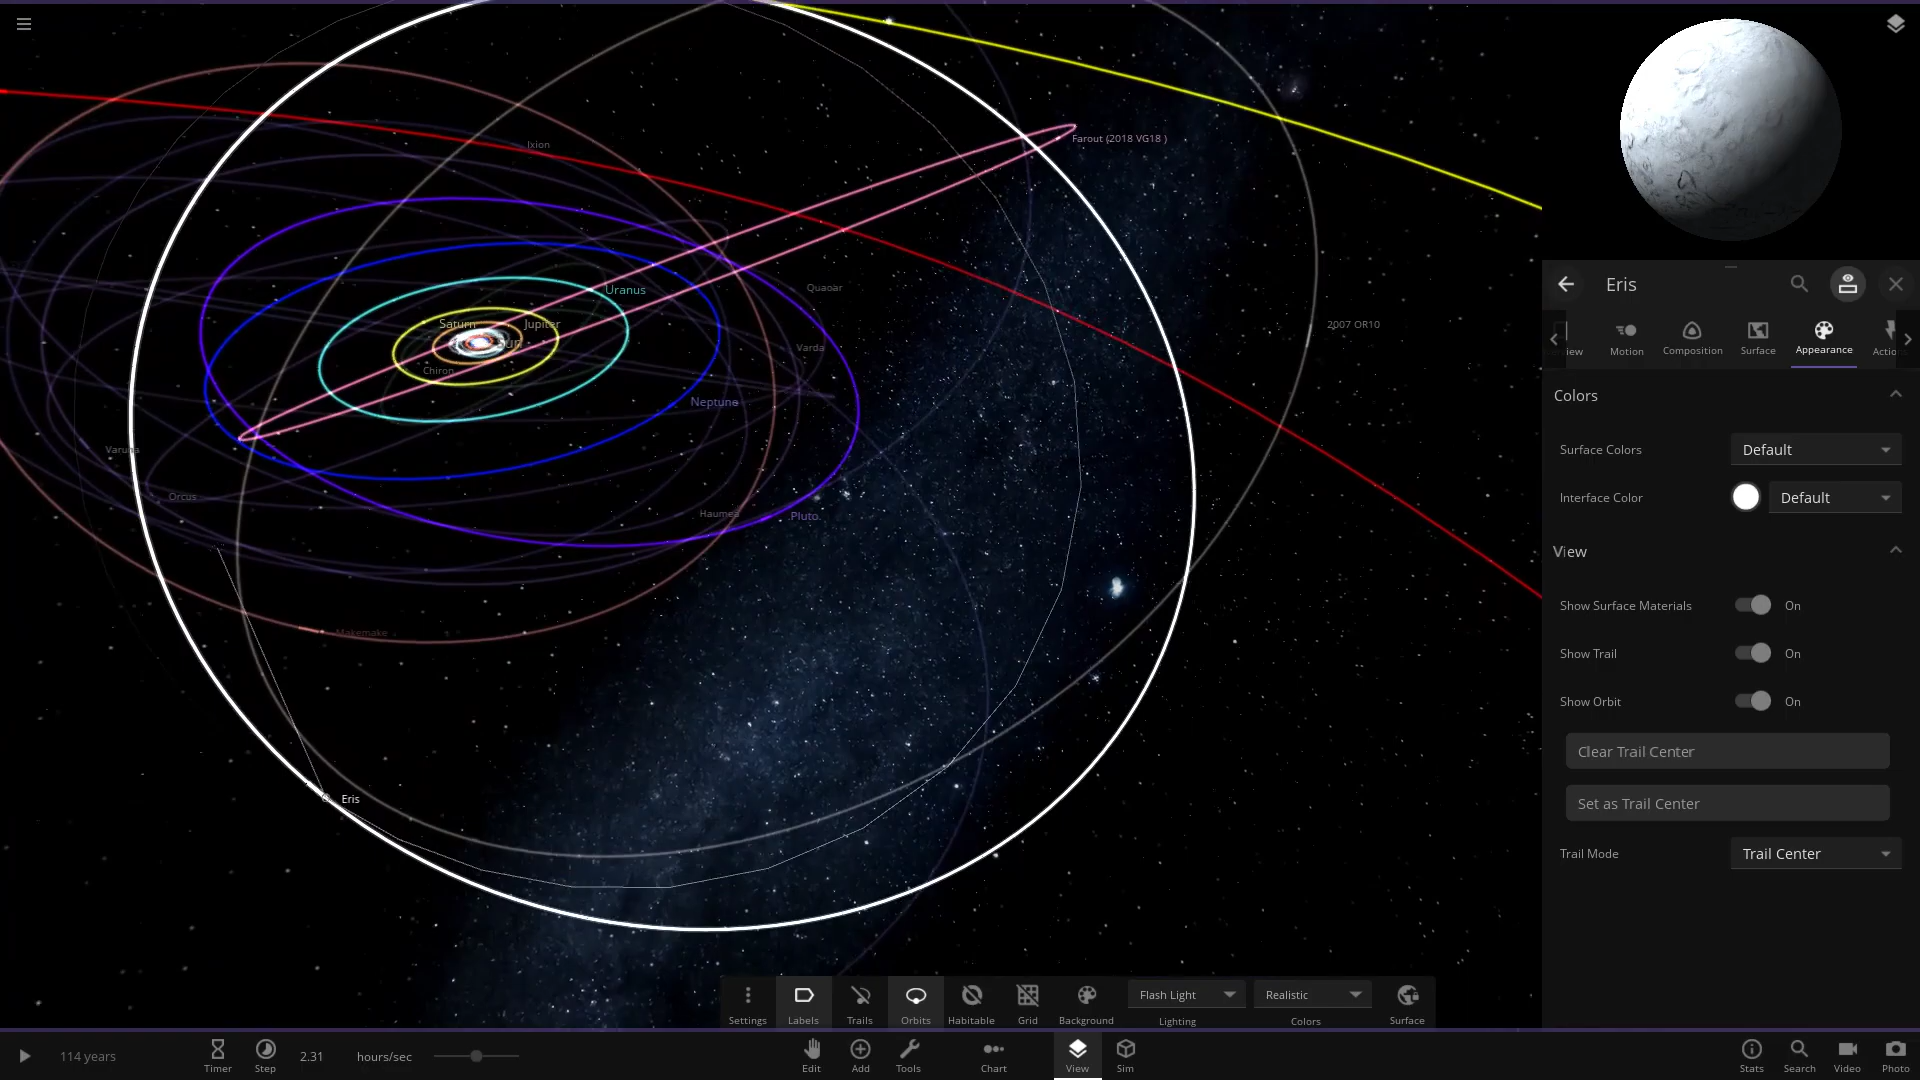 Ixion
Farout (2018 VG18 )
Uranus
Quaoar
Saturn
Jupiter
2007 OR10
Varda
Chiron
Neptune
Varuna
Orcus
Haumea
Pluto
Makemake
Eris
Eris
Motion
Composition
Surface
Appearance
Colors
Surface Colors
Default
Interface Color
Default
View
Show Surface Materials
On
Show Trail
On
Show Orbit
On
Clear Trail Center
Set as Trail Center
Trail Mode
Trail Center
Flash Light
Realistic
Settings
Labels
Trails
Orbits
Habitable
Grid
Background
Lighting
Colors
Surface
114 years
Timer
Step
2.31
hours/sec
Edit
Add
Tools
Chart
View
Sim
Stats
Search
Video
Photo